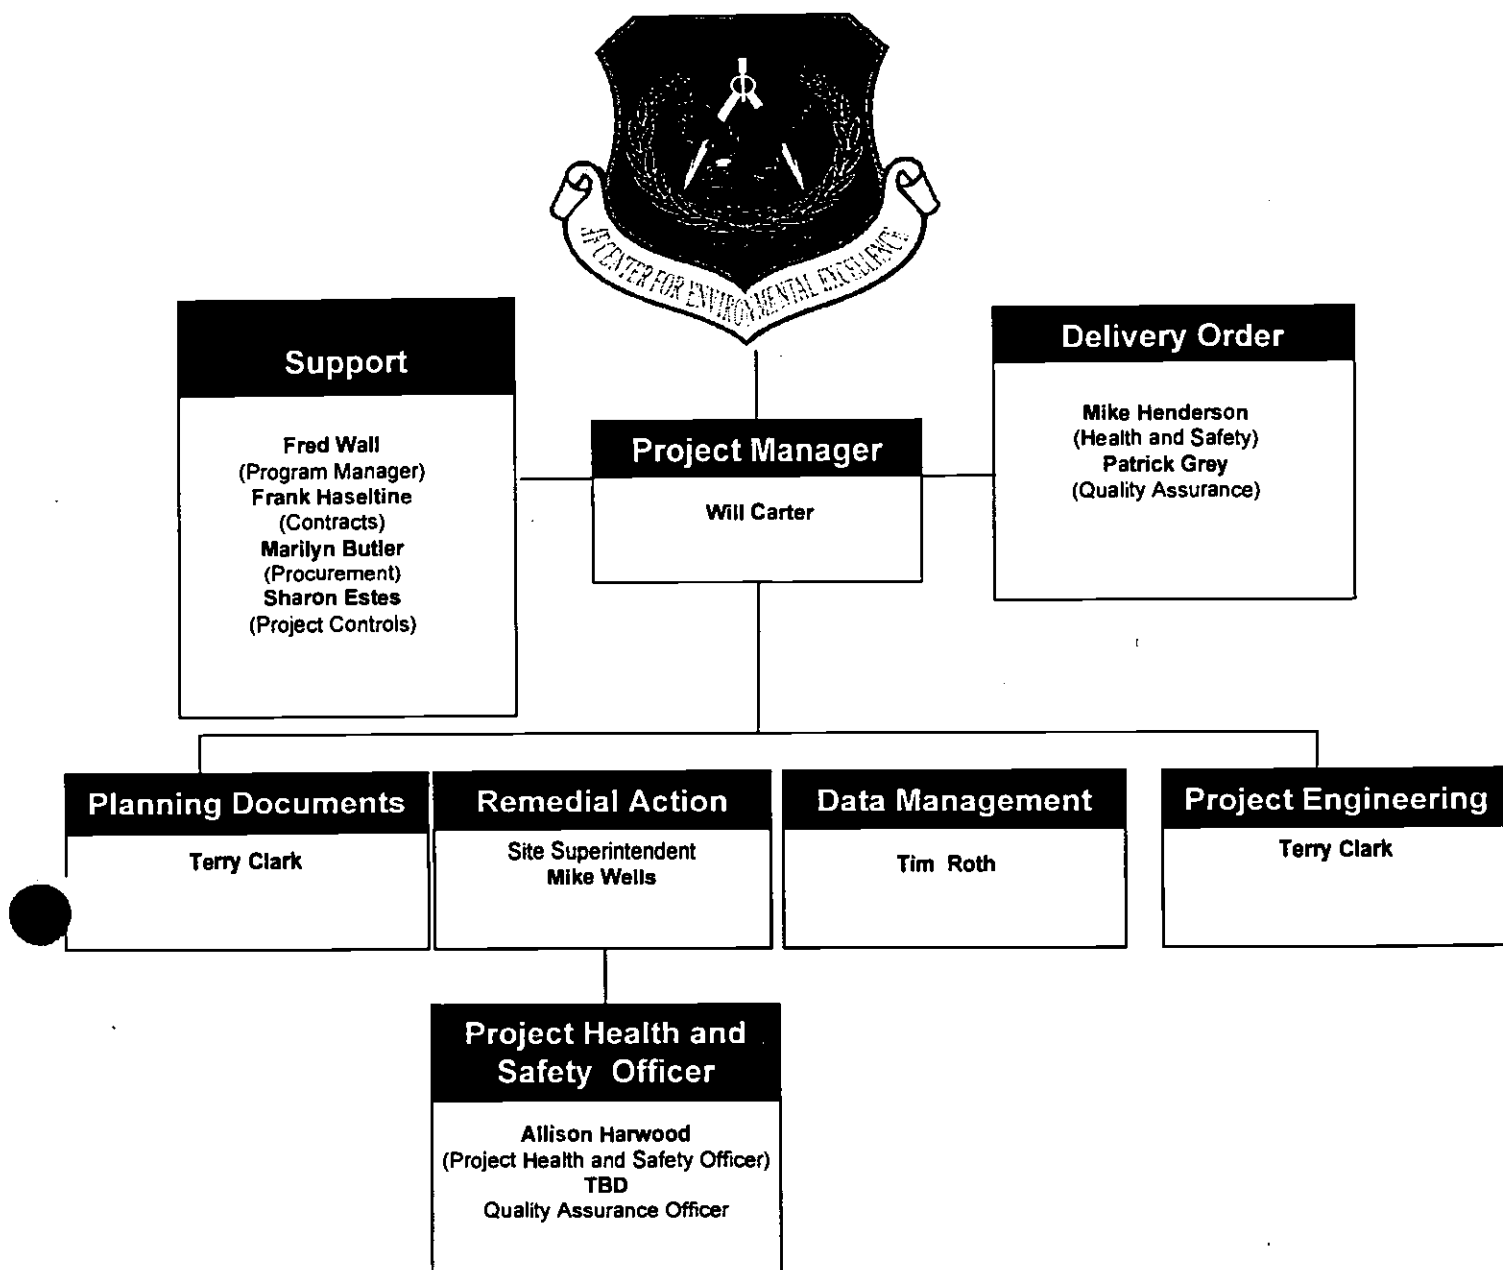 AF CENTER FOR ENVIRONMENTAL EXCELLENCE
Support
Fred Wall
(Program Manager)
Frank Haseltine
(Contracts)
Marilyn Butler
(Procurement)
Sharon Estes
(Project Controls)
Project Manager
Will Carter
Delivery Order
Mike Henderson
(Health and Safety)
Patrick Grey
(Quality Assurance)
Planning Documents
Terry Clark
Remedial Action
Site Superintendent
Mike Wells
Data Management
Tim Roth
Project Engineering
Terry Clark
Project Health and
Safety Officer
Allison Harwood
(Project Health and Safety Officer)
TBD
Quality Assurance Officer